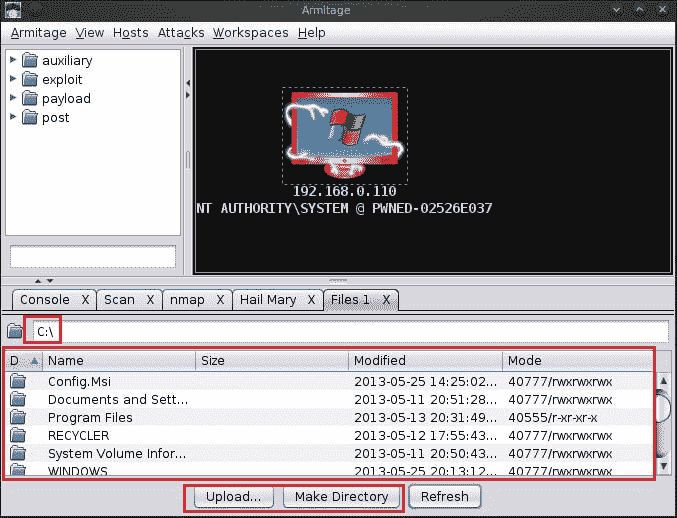 Armitage
Armitage View Hosts Attacks Workspaces Help
auxiliary
exploit
payload
post
192.168.0.110
NT AUTHORITY\SYSTEM @ PWNED-02526E037
Console X Scan X nmap X Hail Mary X Files 1 X
C:\
D... Name Size Modified Mode
Config.Msi 2013-05-25 14:25:02... 40777/rwxrwxrwx
Documents and Sett... 2013-05-11 20:51:28... 40777/rwxrwxrwx
Program Files 2013-05-13 20:31:49... 40555/r-xr-xr-x
RECYCLER 2013-05-12 17:55:43... 40777/rwxrwxrwx
System Volume Infor... 2013-05-11 20:50:43... 40777/rwxrwxrwx
WINDOWS 2013-05-25 20:13:12... 40777/rwxrwxrwx
Upload... Make Directory Refresh